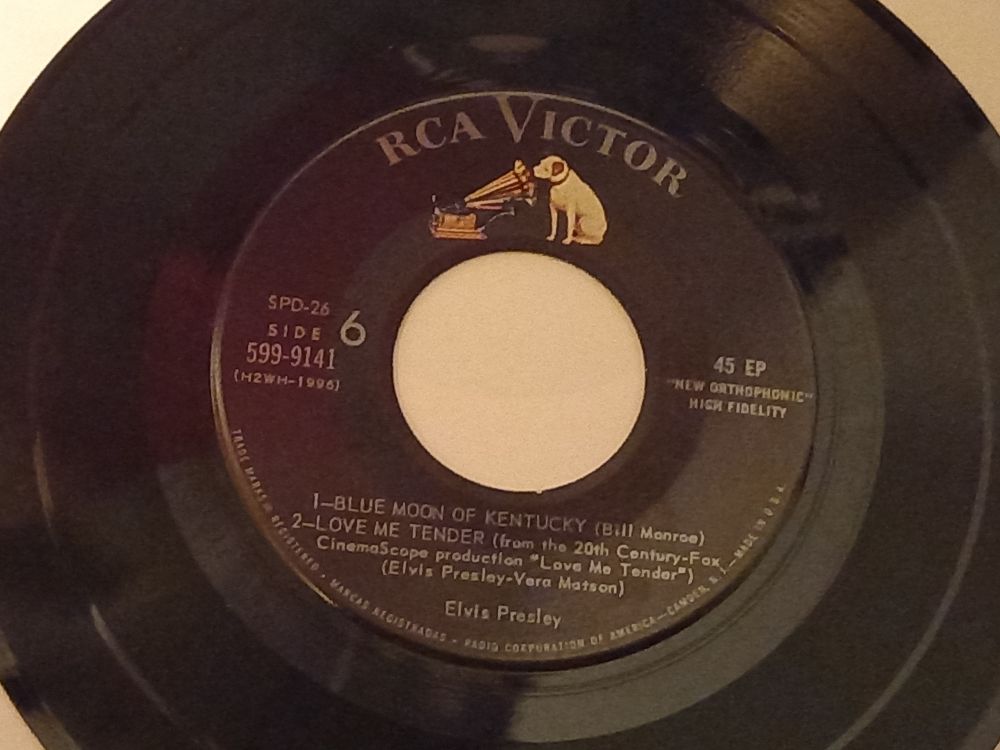 RCA VICTOR
SPD-26
SIDE 6
599-9141
(H2WH-1996)
45 EP
"NEW ORTHOPHONIC"
HIGH FIDELITY
1—BLUE MOON OF KENTUCKY (Bill Monroe)
2—LOVE ME TENDER (from the 20th Century-Fox
CinemaScope production "Love Me Tender")
(Elvis Presley-Vera Matson)
Elvis Presley
TRADE MARKS ® REGISTERED • MARCAS REGISTRADAS - RADIO CORPORATION OF AMERICA—CAMDEN, N.J.—MADE IN U.S.A.